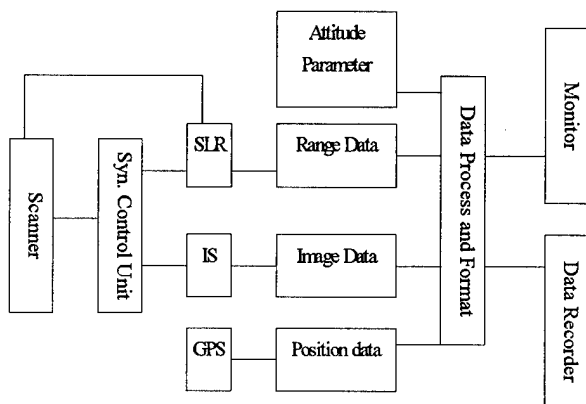 Attitude
Parameter
SLR
Range Data
Scanner
Syn. Control
Unit
IS
Image Data
GPS
Position data
Data Process and Format
Monitor
Data Recorder